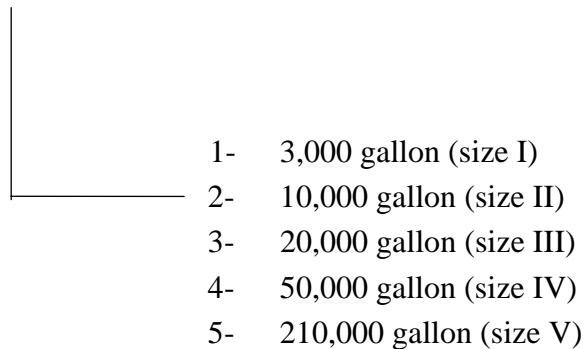 1- 3,000 gallon (size I)
2- 10,000 gallon (size II)
3- 20,000 gallon (size III)
4- 50,000 gallon (size IV)
5- 210,000 gallon (size V)